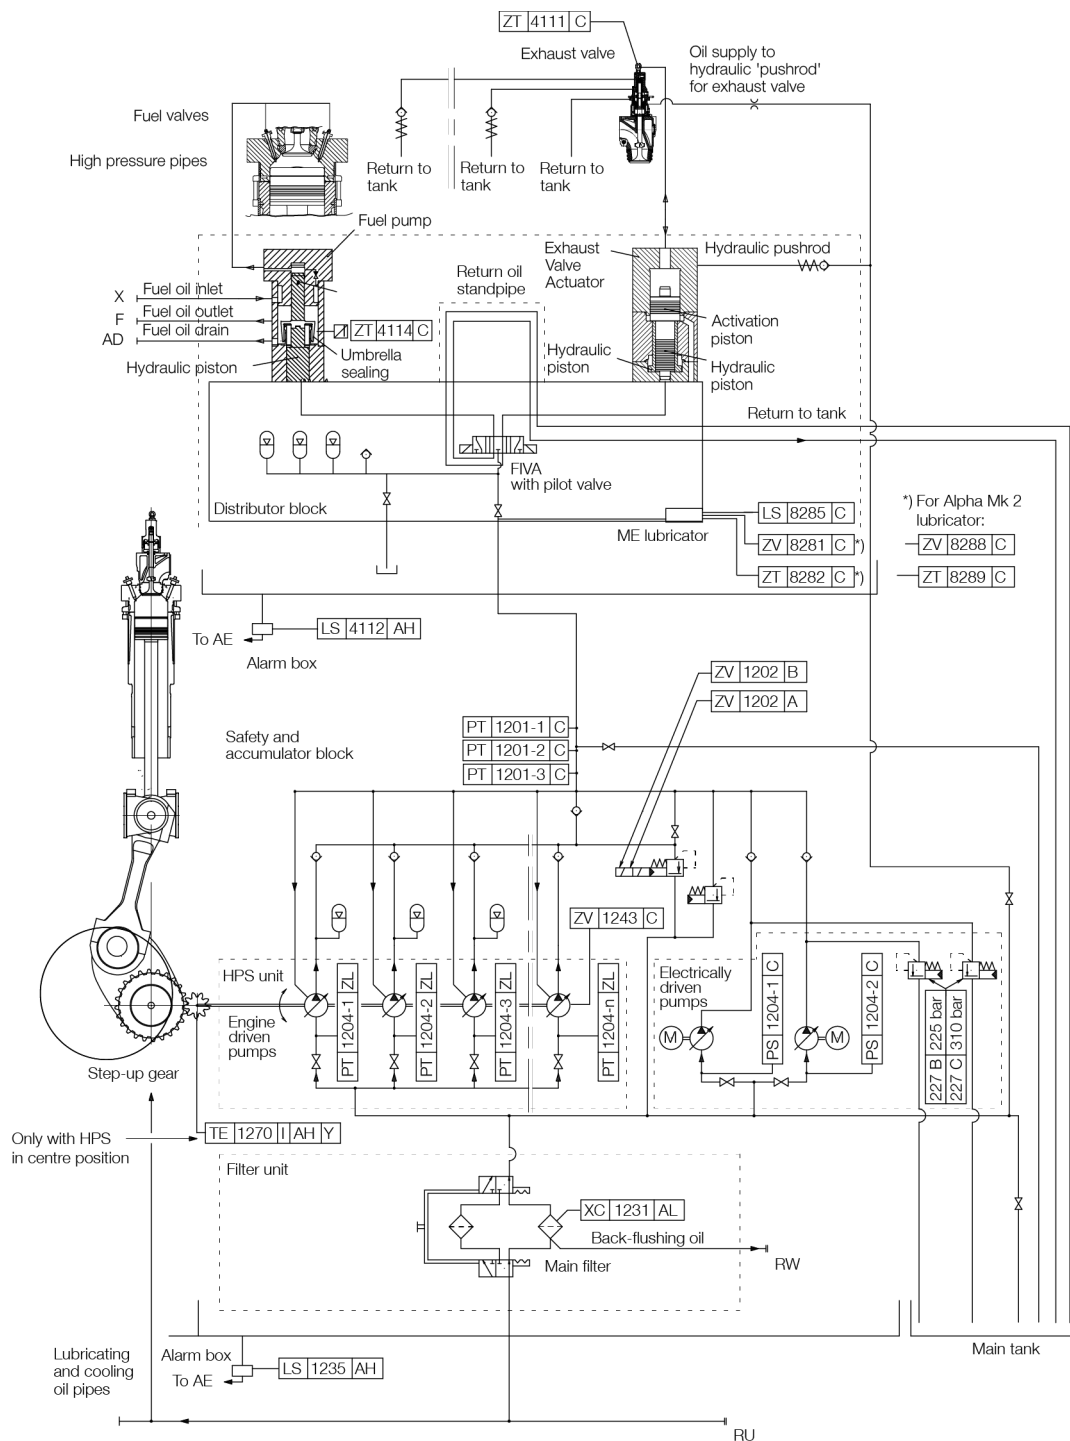 ZT 4111 C
Exhaust valve
Oil supply to
hydraulic 'pushrod'
for exhaust valve
Fuel valves
High pressure pipes
Return to
tank
Return to
tank
Return to
tank
Fuel pump
Exhaust
Valve
Actuator
Hydraulic pushrod
Return oil
standpipe
X
Fuel oil inlet
F
Fuel oil outlet
AD
Fuel oil drain
ZT 4114 C
Umbrella
sealing
Hydraulic piston
Activation
piston
Hydraulic
piston
Hydraulic
piston
Return to tank
FIVA
with pilot valve
Distributor block
ME lubricator
LS 8285 C
ZV 8281 C *)
ZT 8282 C *)
*) For Alpha Mk 2
lubricator:
ZV 8288 C
ZT 8289 C
To AE
LS 4112 AH
Alarm box
ZV 1202 B
ZV 1202 A
Safety and
accumulator block
PT 1201-1 C
PT 1201-2 C
PT 1201-3 C
ZV 1243 C
HPS unit
Engine
driven
pumps
PT 1204-1 ZL
PT 1204-2 ZL
PT 1204-3 ZL
PT 1204-n ZL
Electrically
driven
pumps
M
M
PS 1204-1 C
PS 1204-2 C
227 B 225 bar
227 C 310 bar
Step-up gear
Only with HPS
in centre position
TE 1270 I AH Y
Filter unit
XC 1231 AL
Back-flushing oil
Main filter
RW
Lubricating
and cooling
oil pipes
Alarm box
To AE
LS 1235 AH
Main tank
RU